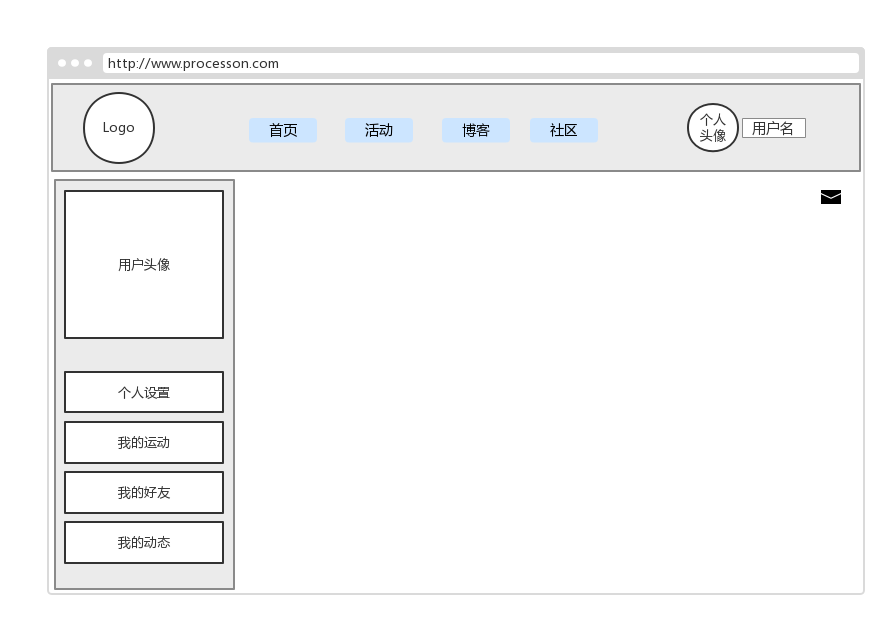 http://www.processon.com
Logo
首页
活动
博客
社区
个人
头像
用户名
用户头像
个人设置
我的运动
我的好友
我的动态